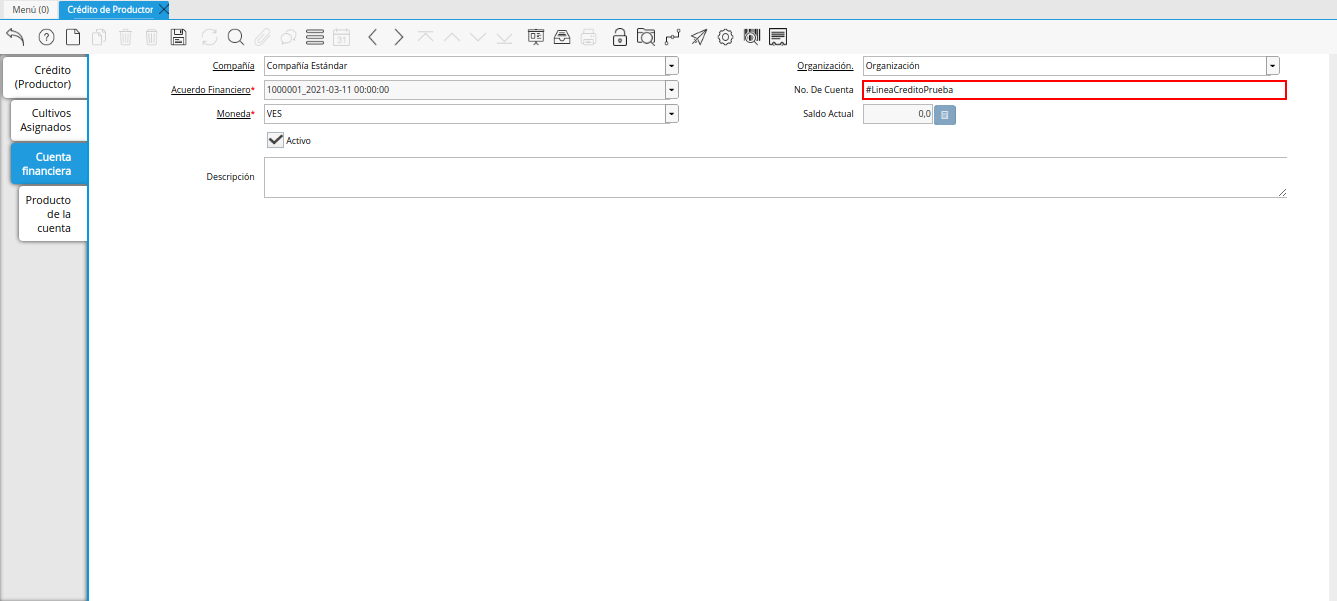 Menú (0)
Crédito de Productor
31
Crédito
(Productor)
Cultivos
Asignados
Cuenta
financiera
Producto
de la
cuenta
Compañía
Compañía Estándar
Organización.
Organización
Acuerdo Financiero*
1000001_2021-03-11 00:00:00
No. De Cuenta
#LineaCreditoPrueba
Moneda*
VES
Saldo Actual
0,0
Activo
Descripción